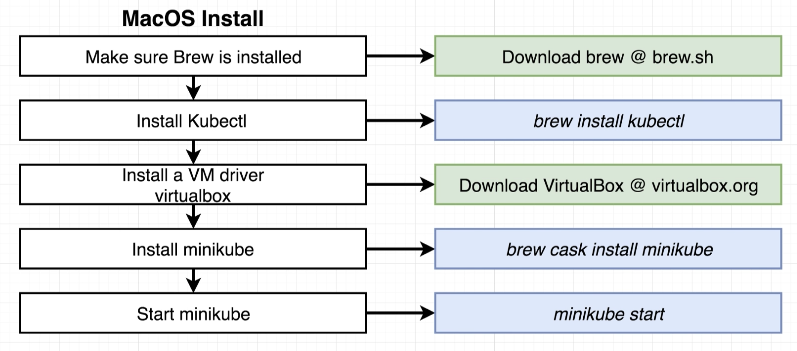 MacOS Install
Make sure Brew is installed
Download brew @ brew.sh
Install Kubectl
brew install kubectl
Install a VM driver
virtualbox
Download VirtualBox @ virtualbox.org
Install minikube
brew cask install minikube
Start minikube
minikube start